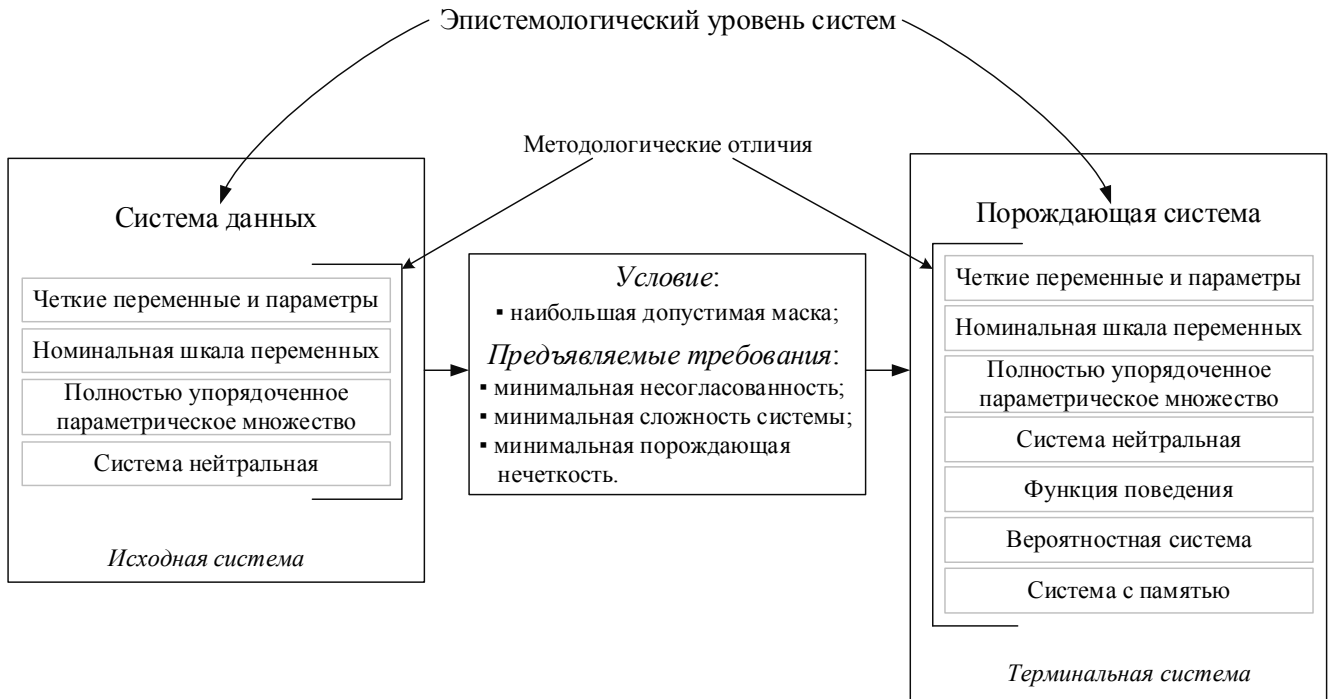 Эпистемологический уровень систем
Методологические отличия
Система данных
Четкие переменные и параметры
Номинальная шкала переменных
Полностью упорядоченное
параметрическое множество
Система нейтральная
Исходная система
Условие:
▪ наибольшая допустимая маска;
Предъявляемые требования:
▪ минимальная несогласованность;
▪ минимальная сложность системы;
▪ минимальная порождающая
нечеткость.
Порождающая система
Четкие переменные и параметры
Номинальная шкала переменных
Полностью упорядоченное
параметрическое множество
Система нейтральная
Функция поведения
Вероятностная система
Система с памятью
Терминальная система